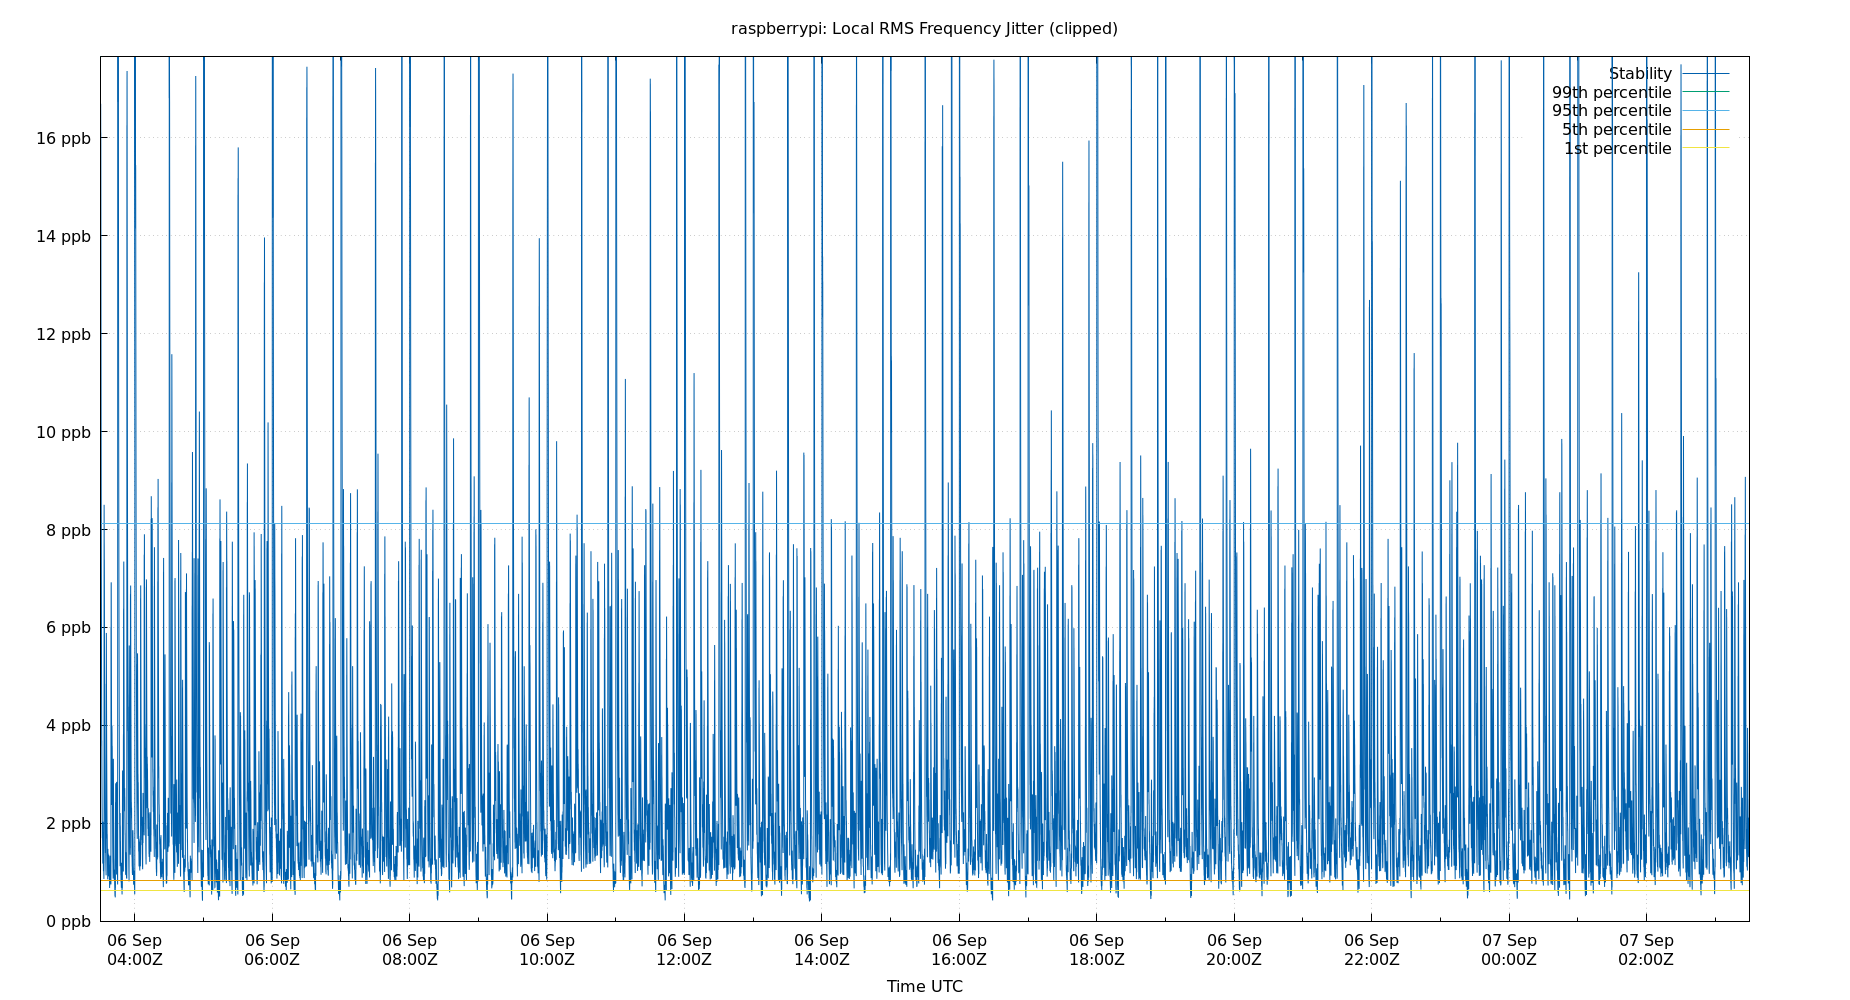 raspberrypi: Local RMS Frequency Jitter (clipped)
Stability
99th percentile
95th percentile
5th percentile
1st percentile
16 ppb
14 ppb
12 ppb
10 ppb
8 ppb
6 ppb
4 ppb
2 ppb
0 ppb
06 Sep 06 Sep 06 Sep 06 Sep 06 Sep 06 Sep 06 Sep 06 Sep 06 Sep 06 Sep 07 Sep 07 Sep
04:00Z 06:00Z 08:00Z 10:00Z 12:00Z 14:00Z 16:00Z 18:00Z 20:00Z 22:00Z 00:00Z 02:00Z
Time UTC